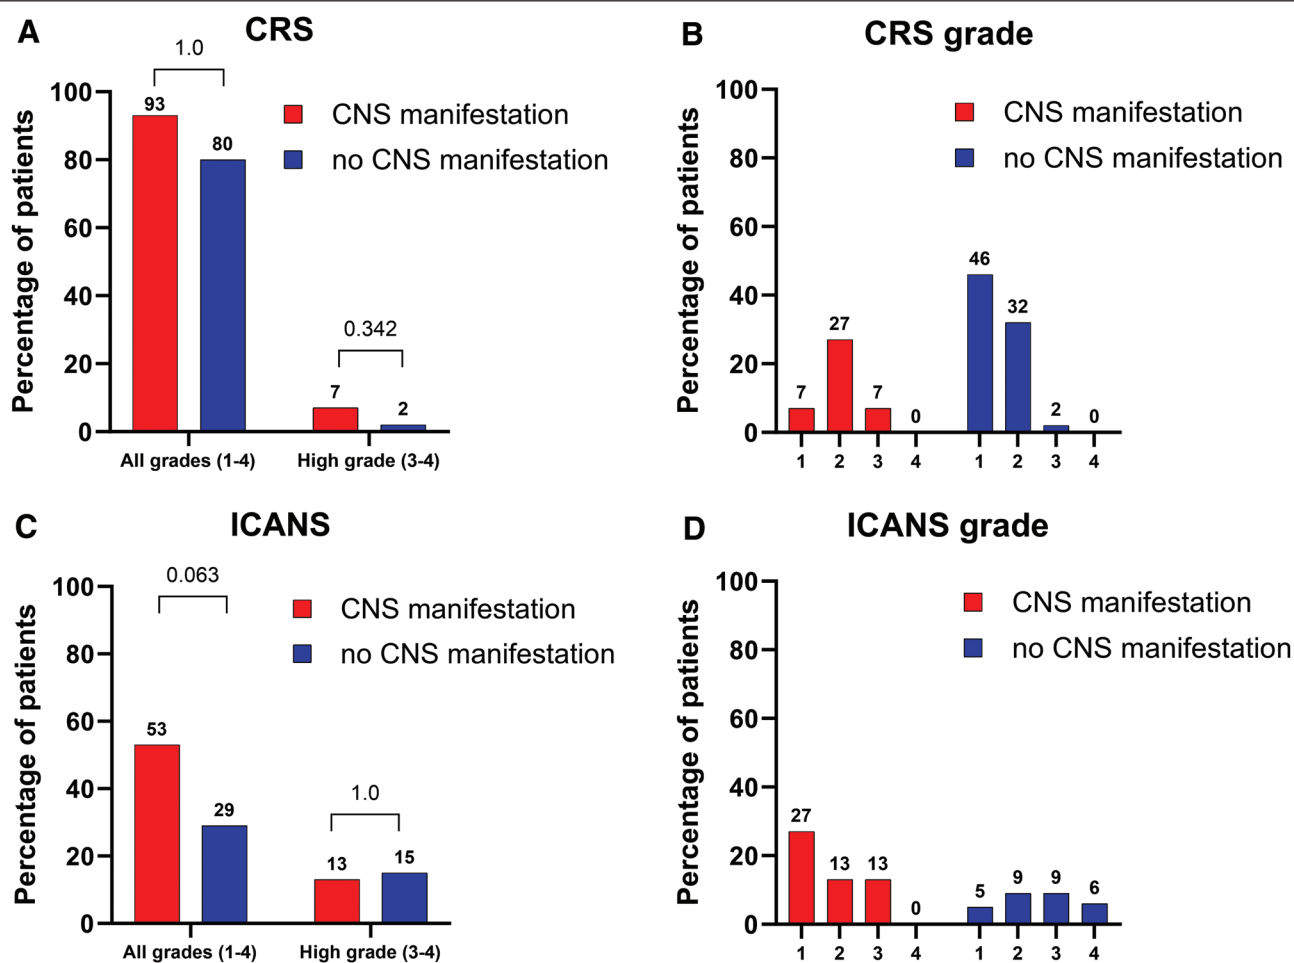 A
CRS
1.0
Percentage of patients
100
80
60
40
20
0
93
80
0.342
7
2
CNS manifestation
no CNS manifestation
All grades (1-4)
High grade (3-4)
B
CRS grade
Percentage of patients
100
80
60
40
20
0
CNS manifestation
no CNS manifestation
7
27
7
0
46
32
2
0
1 2 3 4 1 2 3 4
C
ICANS
0.063
Percentage of patients
100
80
60
40
20
0
CNS manifestation
no CNS manifestation
53
29
1.0
13
15
All grades (1-4)
High grade (3-4)
D
ICANS grade
Percentage of patients
100
80
60
40
20
0
CNS manifestation
no CNS manifestation
27
13
13
0
5
9
9
6
1 2 3 4 1 2 3 4